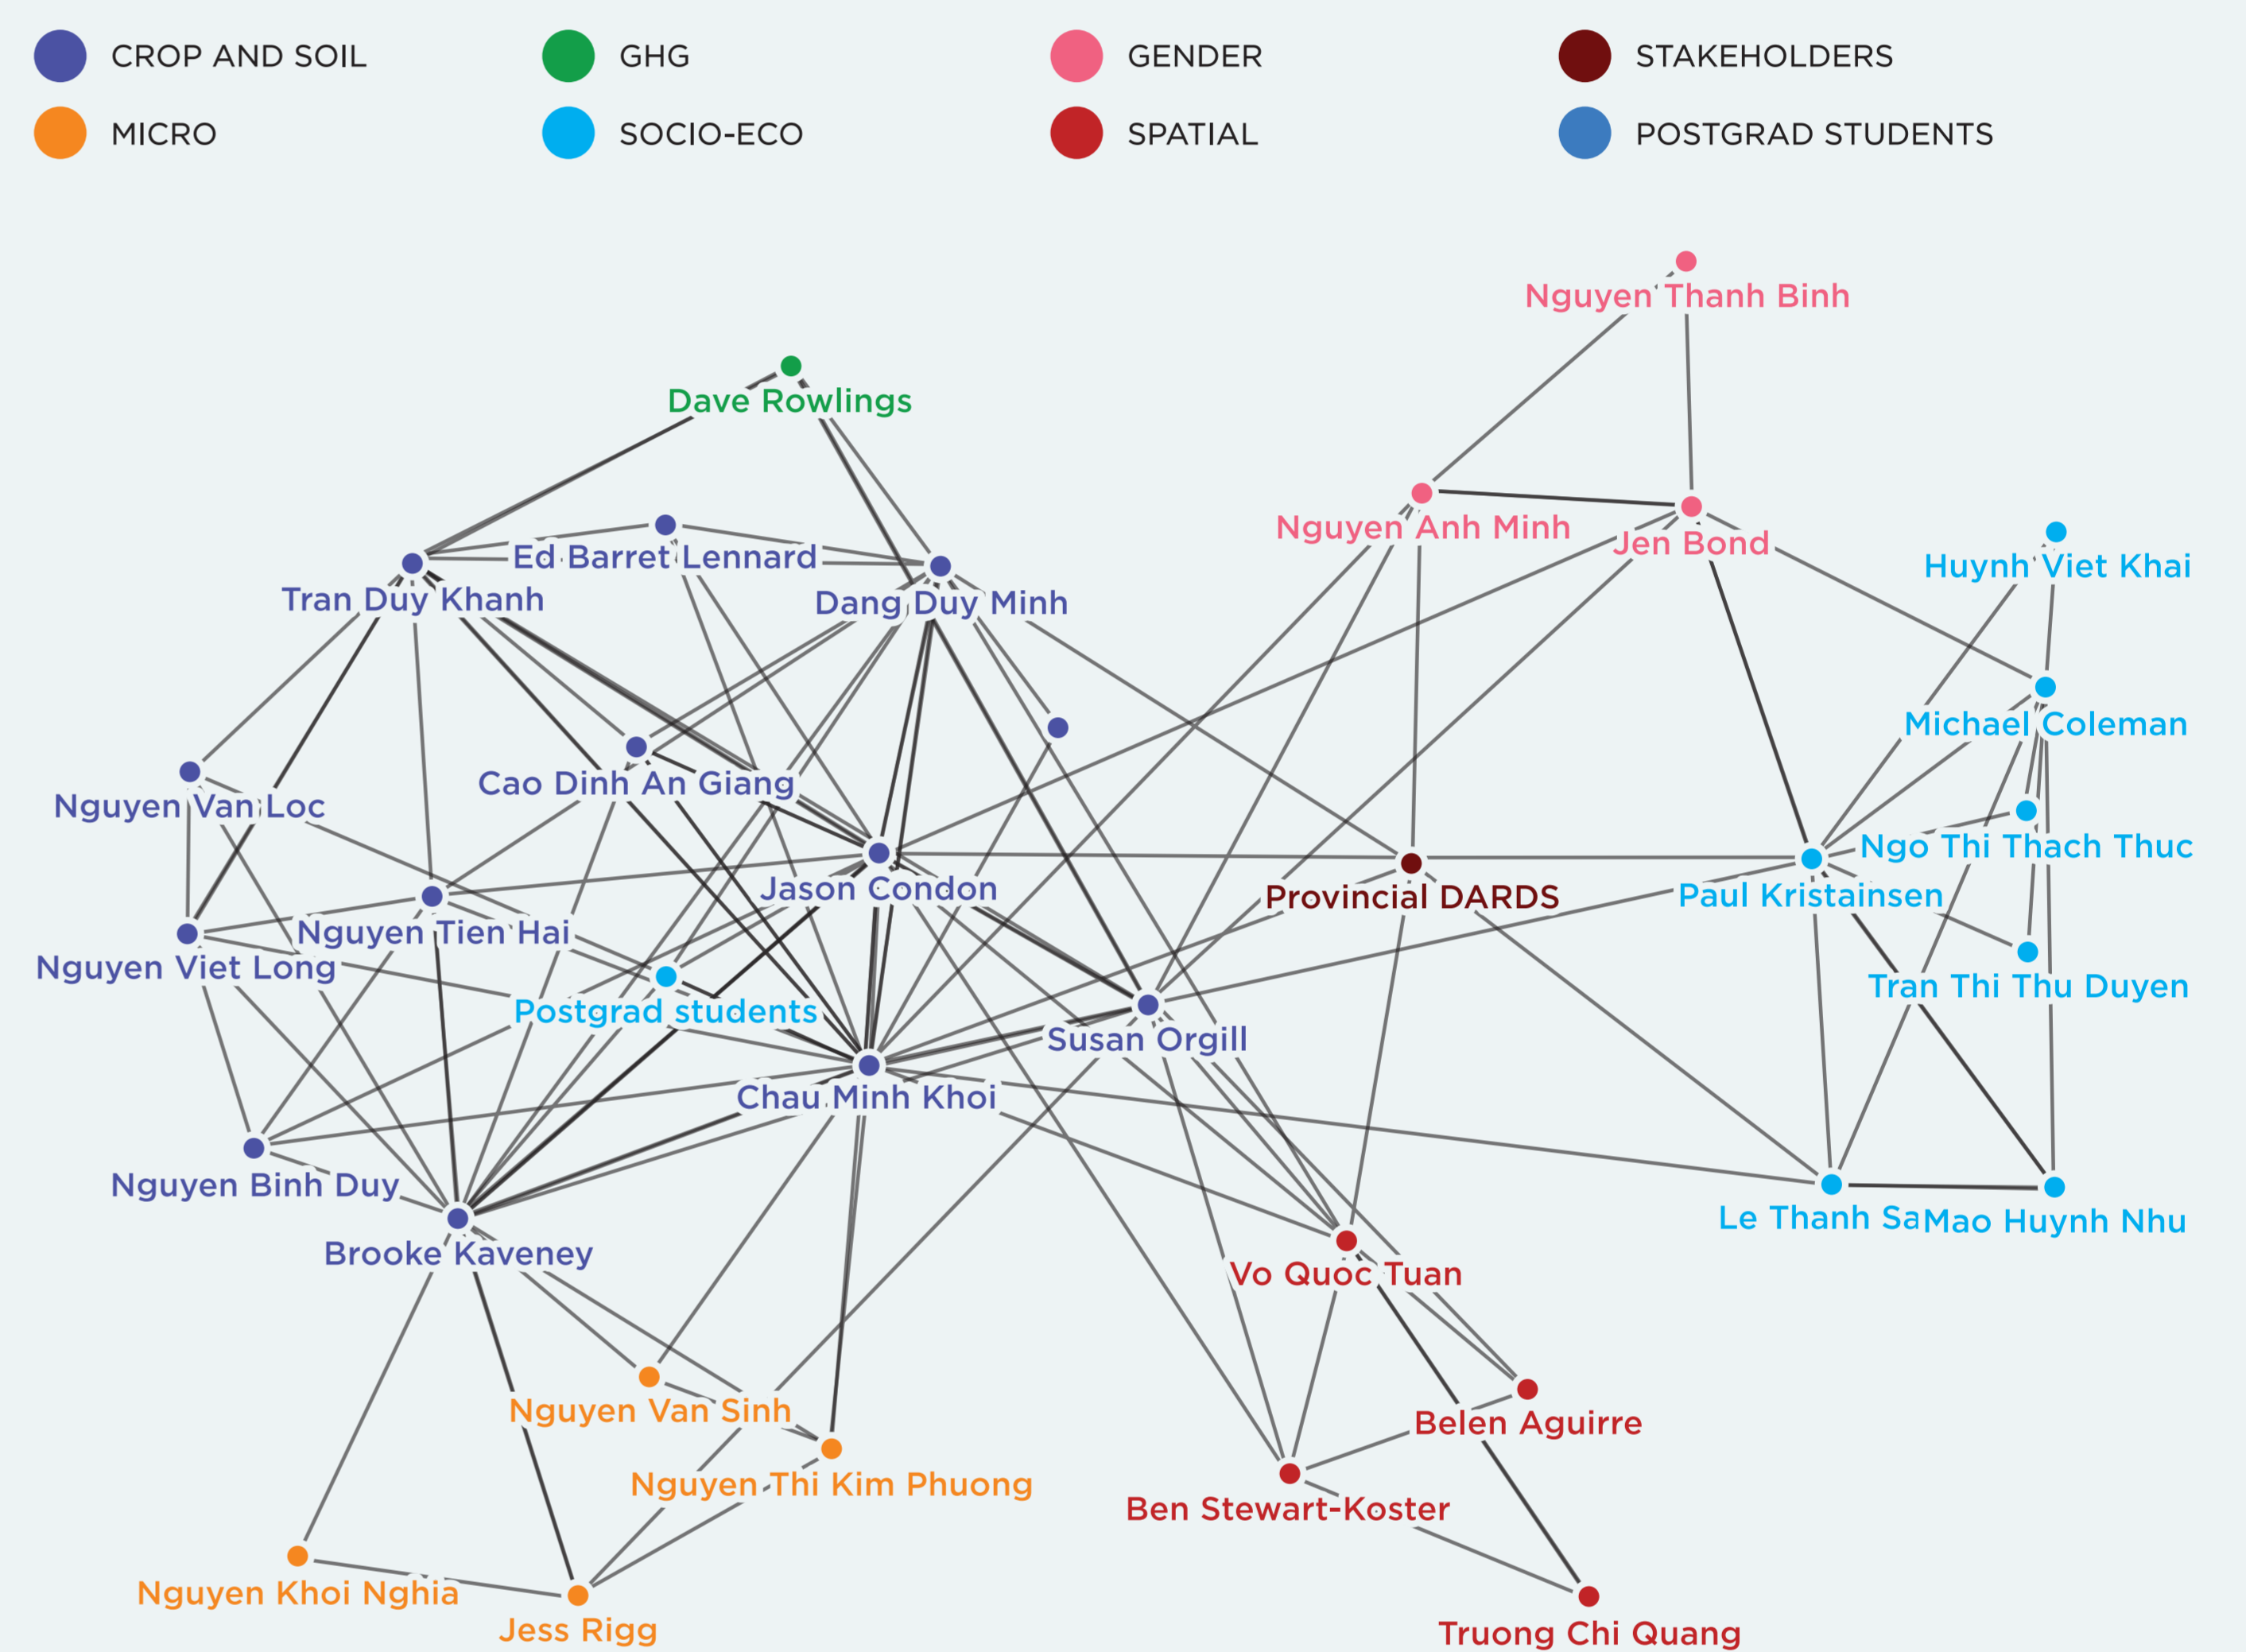 CROP AND SOIL
GHG
GENDER
STAKEHOLDERS
MICRO
SOCIO-ECO
SPATIAL
POSTGRAD STUDENTS
Nguyen Thanh Binh
Dave Rowlings
Nguyen Anh Minh
Jen Bond
Ed Barret Lennard
Huynh Viet Khai
Tran Duy Khanh
Dang Duy Minh
Michael Coleman
Cao Dinh An Giang
Nguyen Van Loc
Ngo Thi Thach Thuc
Jason Condon
Provincial DARDS
Paul Kristainsen
Nguyen Tien Hai
Nguyen Viet Long
Tran Thi Thu Duyen
Postgrad students
Susan Orgill
Chau Minh Khoi
Nguyen Binh Duy
Le Thanh Sa
Mao Huynh Nhu
Brooke Kaveney
Vo Quoc Tuan
Nguyen Van Sinh
Belen Aguirre
Nguyen Thi Kim Phuong
Ben Stewart-Koster
Nguyen Khoi Nghia
Jess Rigg
Truong Chi Quang